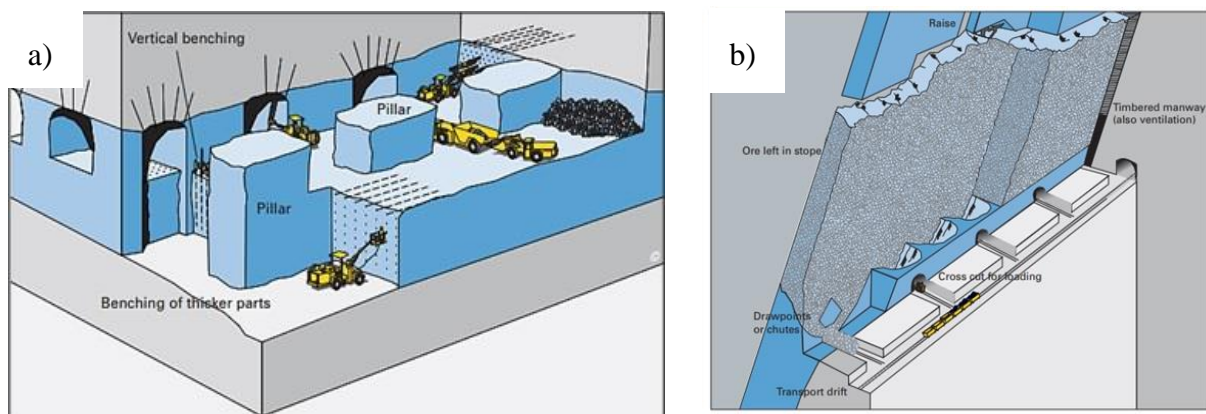 a)
Vertical benching
Pillar
Pillar
Benching of thicker parts
b)
Raise
Timbered manway
(also ventilation)
Ore left in stope
Cross cut for loading
Drawpoints
or chutes
Transport drift